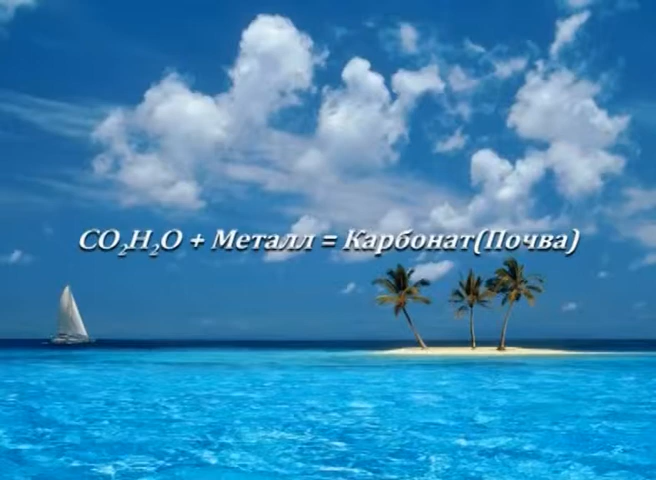 CO₂H₂O + Металл = Карбонат(Почва)